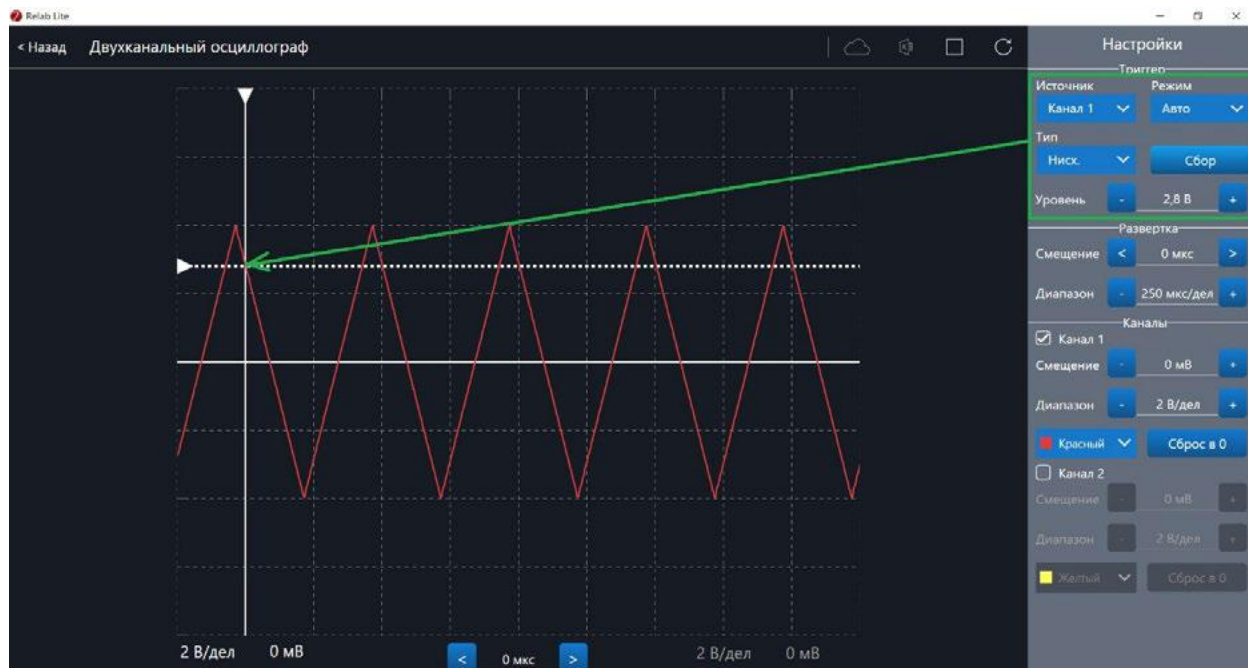 Relab Lite
< Назад Двухканальный осциллограф
Настройки
Триггер
Источник Режим
Канал 1 Авто
Тип
Нисх. Сбор
Уровень - 2,8 В +
Развертка
Смещение < 0 мкс >
Диапазон - 250 мкс/дел +
Каналы
Канал 1
Смещение - 0 мВ +
Диапазон - 2 В/дел +
Красный Сброс в 0
Канал 2
Смещение - 0 мВ +
Диапазон - 2 В/дел +
Желтый Сброс в 0
2 В/дел 0 мВ < 0 мкс > 2 В/дел 0 мВ